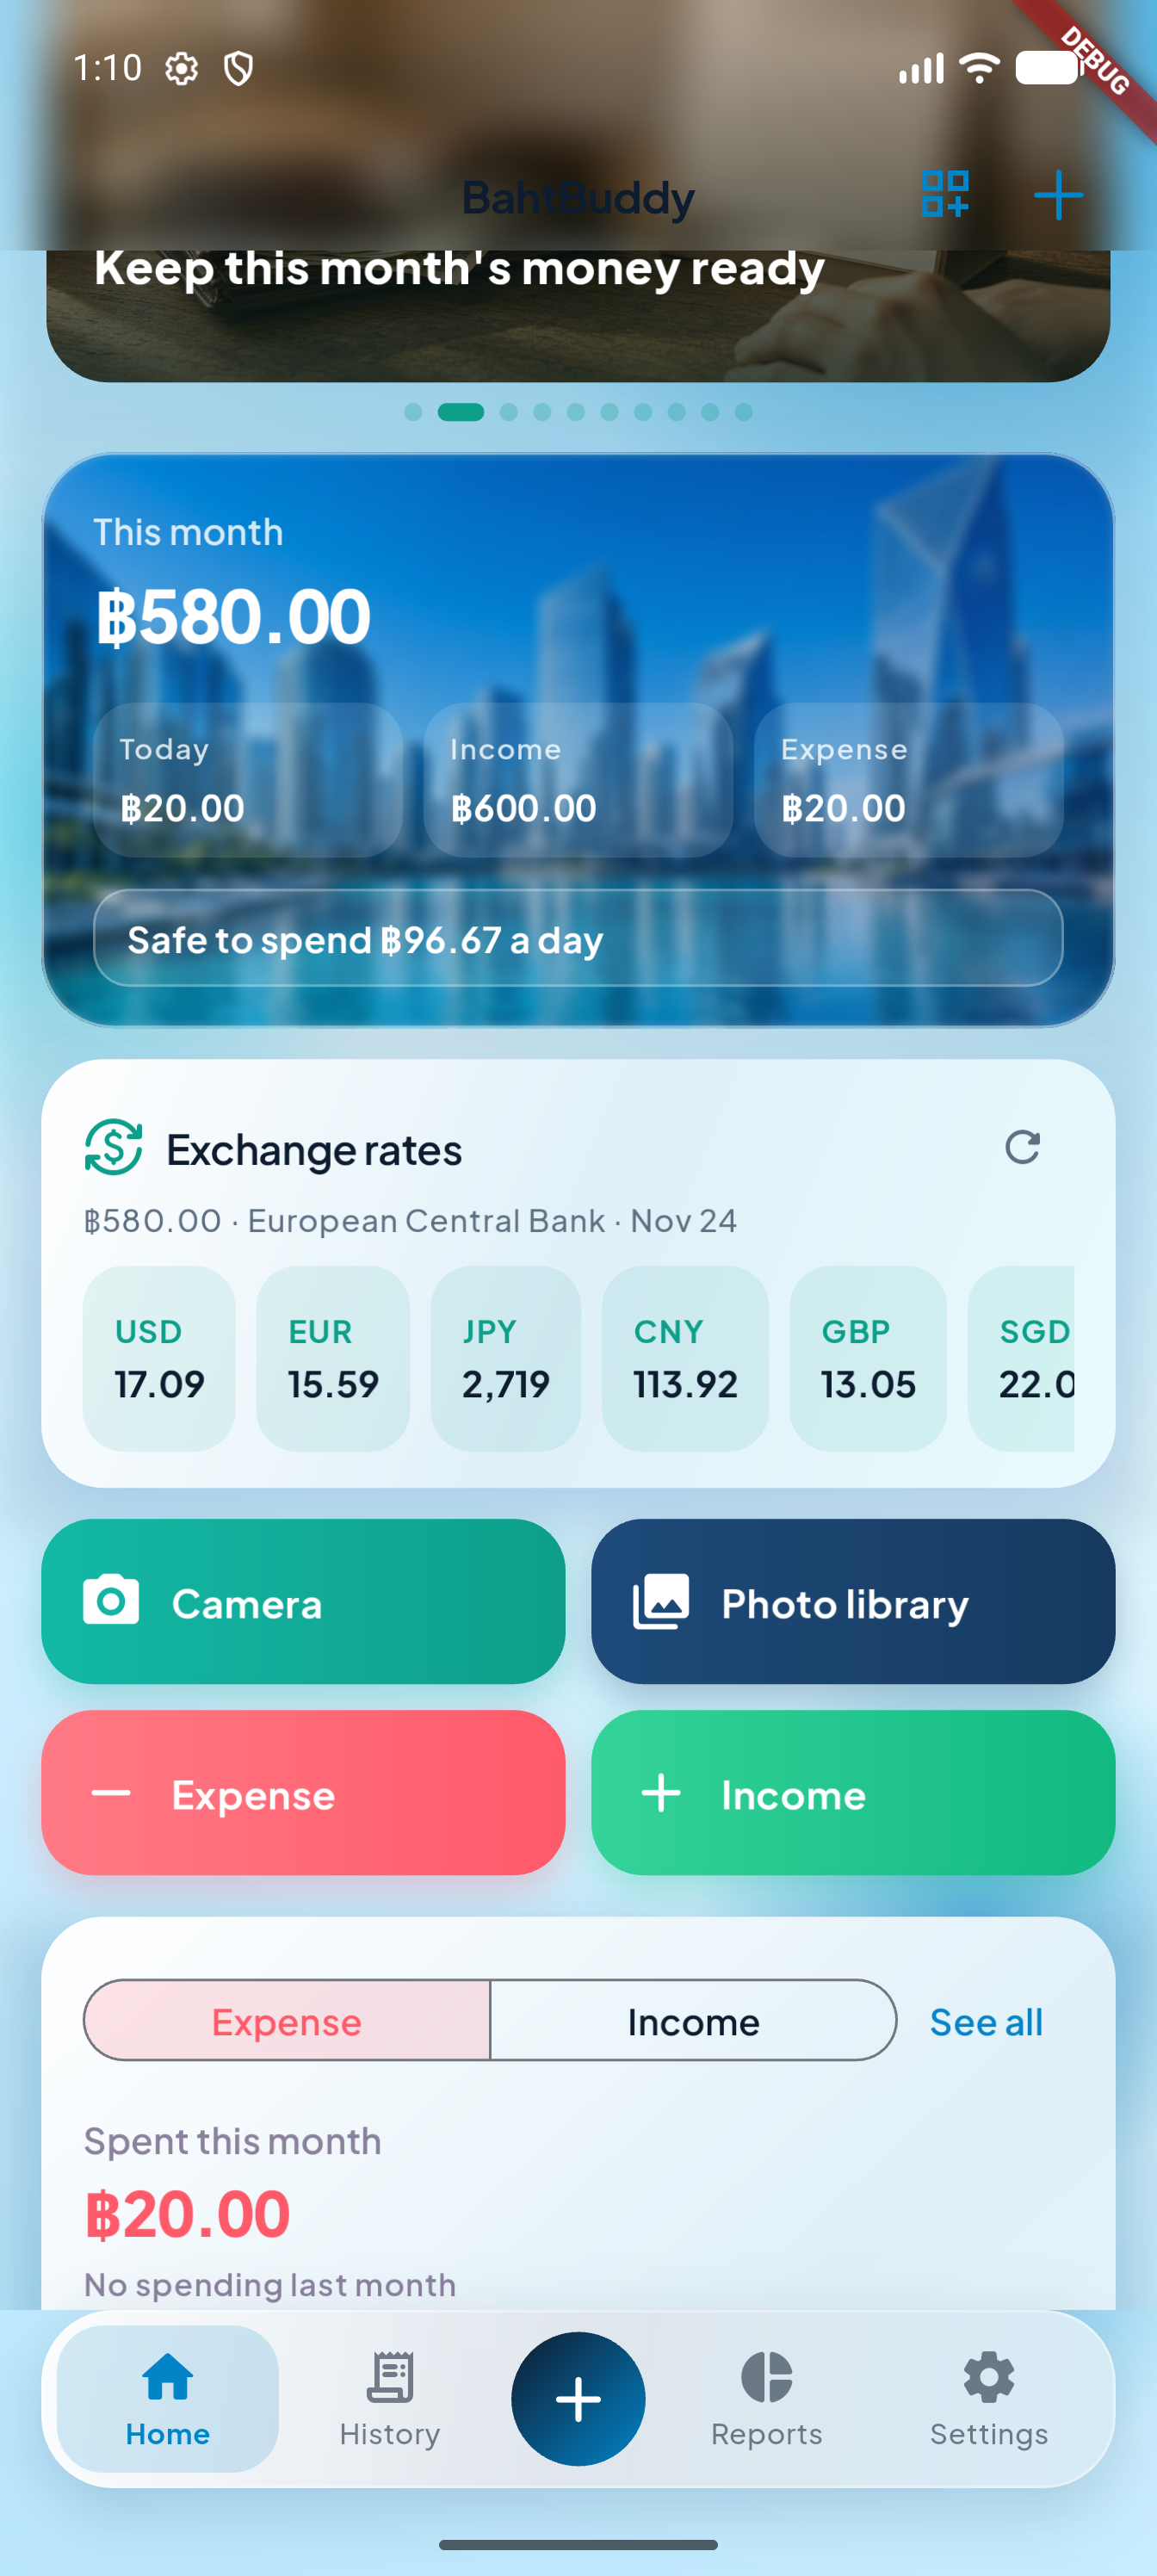 1:10
DEBUG
BahtBuddy
Keep this month's money ready
This month
฿580.00
Today
Income
Expense
฿20.00
฿600.00
฿20.00
Safe to spend ฿96.67 a day
Exchange rates
฿580.00 · European Central Bank · Nov 24
USD
EUR
JPY
CNY
GBP
SGD
17.09
15.59
2,719
113.92
13.05
22.0
Camera
Photo library
Expense
Income
Expense
Income
See all
Spent this month
฿20.00
No spending last month
Home
History
Reports
Settings